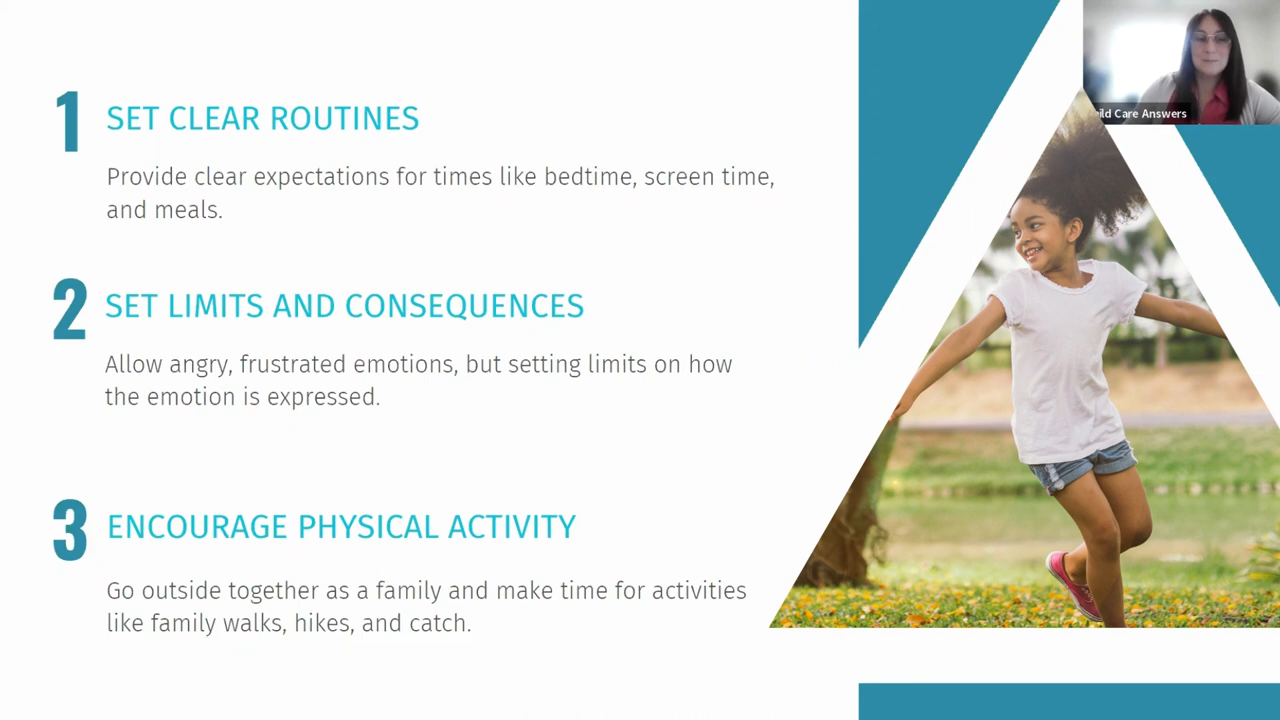 1 SET CLEAR ROUTINES
Provide clear expectations for times like bedtime, screen time,
and meals.
2 SET LIMITS AND CONSEQUENCES
Allow angry, frustrated emotions, but setting limits on how
the emotion is expressed.
3 ENCOURAGE PHYSICAL ACTIVITY
Go outside together as a family and make time for activities
like family walks, hikes, and catch.
Care Answers